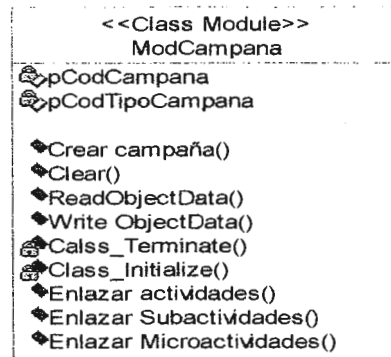 <<Class Module>>
ModCampana
pCodCampana
pCodTipoCampana
Crear campaña()
Clear()
ReadObjectData()
Write ObjectData()
Calss_Terminate()
Class_Initialize()
Enlazar actividades()
Enlazar Subactividades()
Enlazar Microactividades()